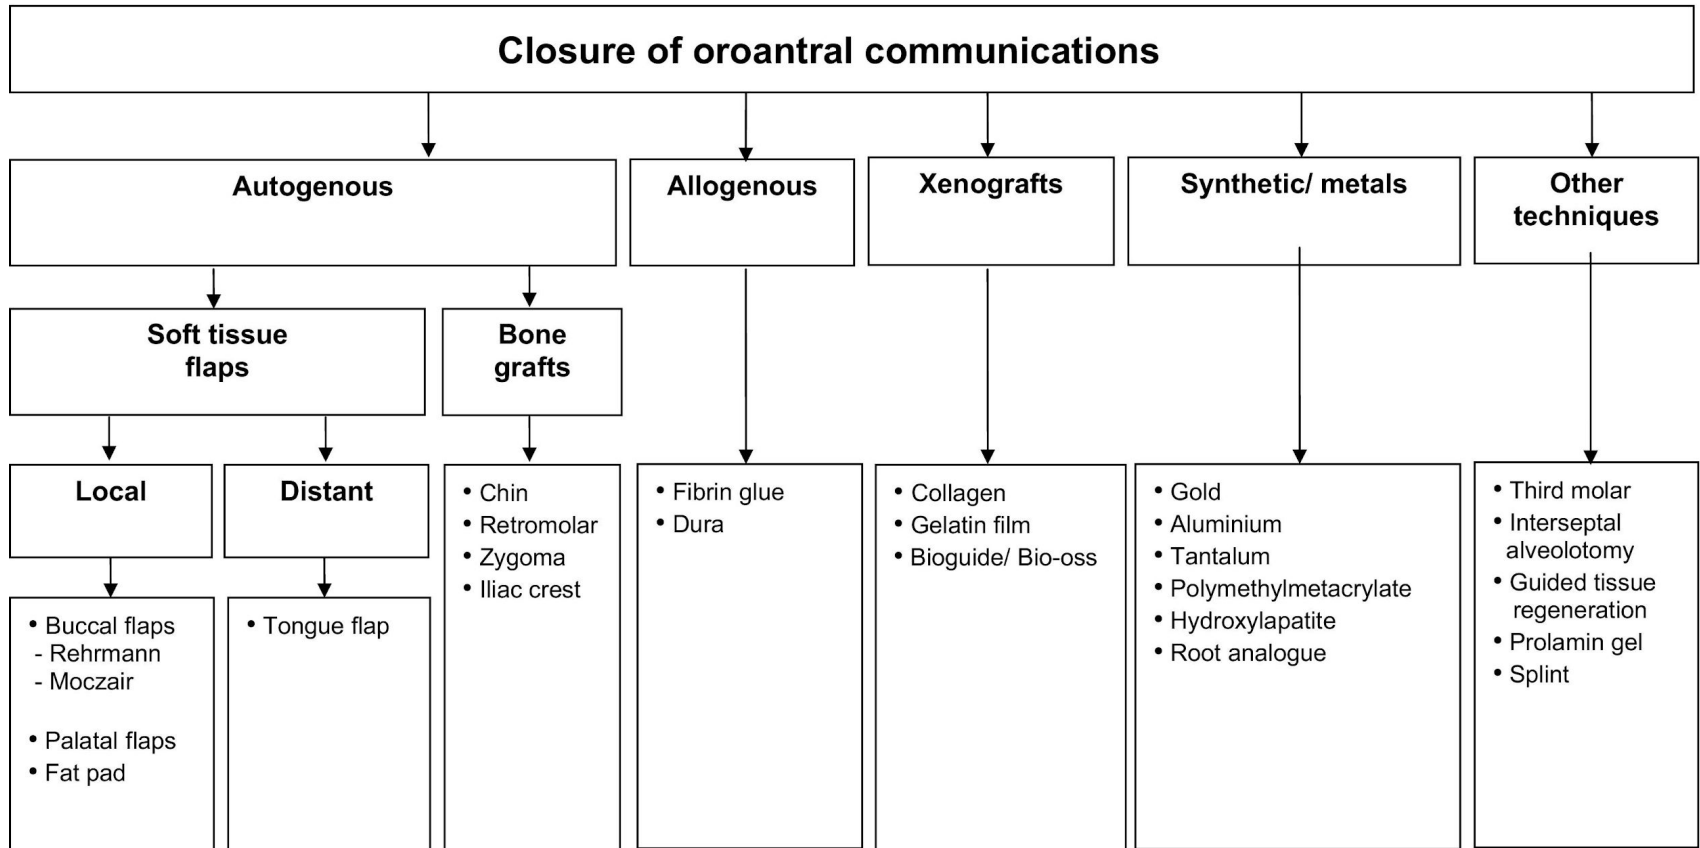 Closure of oroantral communications
Autogenous
Allogenous
Xenografts
Synthetic/ metals
Other
techniques
Soft tissue
flaps
Bone
grafts
Local
Distant
• Buccal flaps
- Rehrmann
- Moczair
• Palatal flaps
• Fat pad
• Tongue flap
• Chin
• Retromolar
• Zygoma
• Iliac crest
• Fibrin glue
• Dura
• Collagen
• Gelatin film
• Bioguide/ Bio-oss
• Gold
• Aluminium
• Tantalum
• Polymethylmetacrylate
• Hydroxylapatite
• Root analogue
• Third molar
• Interseptal
alveolotomy
• Guided tissue
regeneration
• Prolamin gel
• Splint